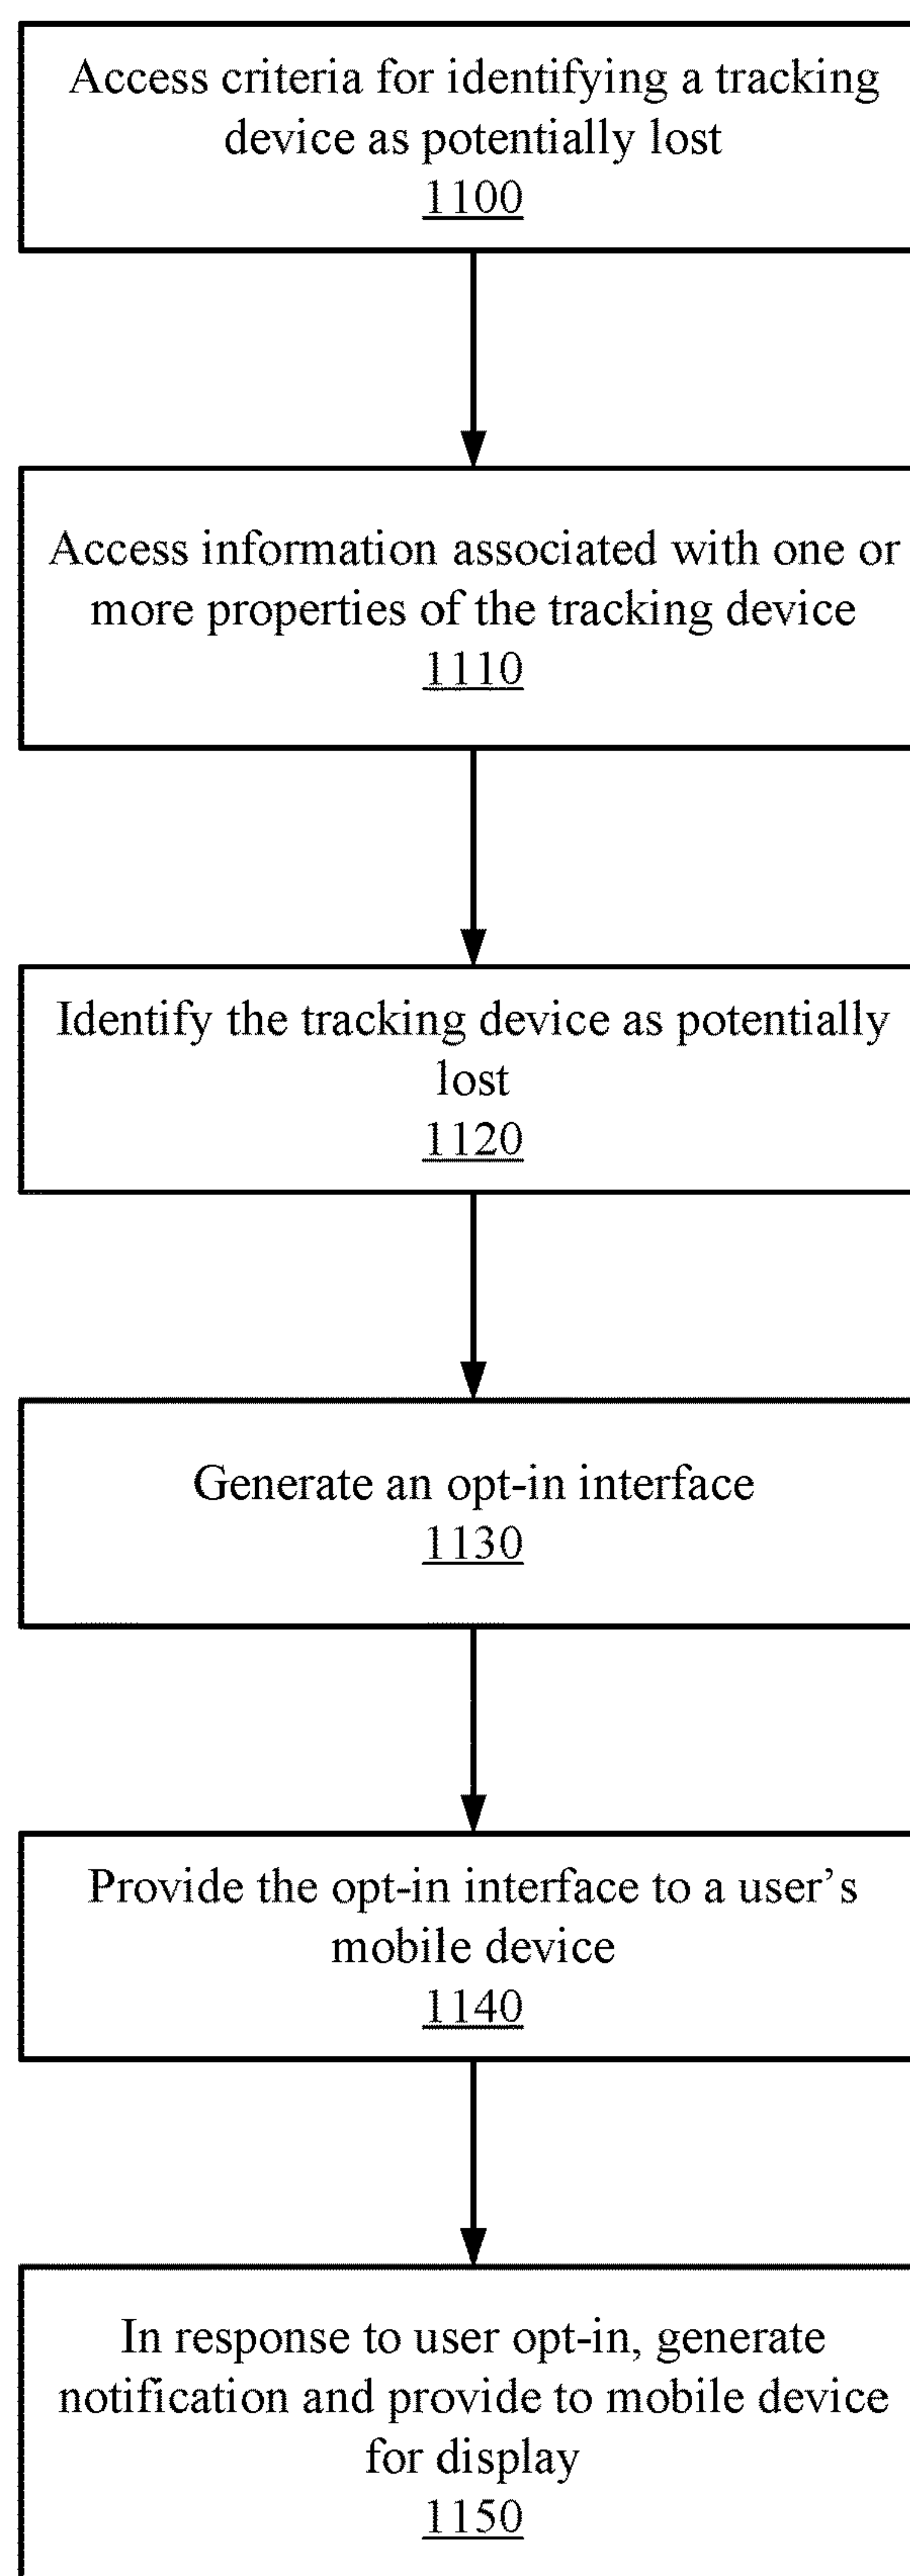 Access criteria for identifying a tracking
device as potentially lost
1100
Access information associated with one or
more properties of the tracking device
1110
Identify the tracking device as potentially
lost
1120
Generate an opt-in interface
1130
Provide the opt-in interface to a user's
mobile device
1140
In response to user opt-in, generate
notification and provide to mobile device
for display
1150